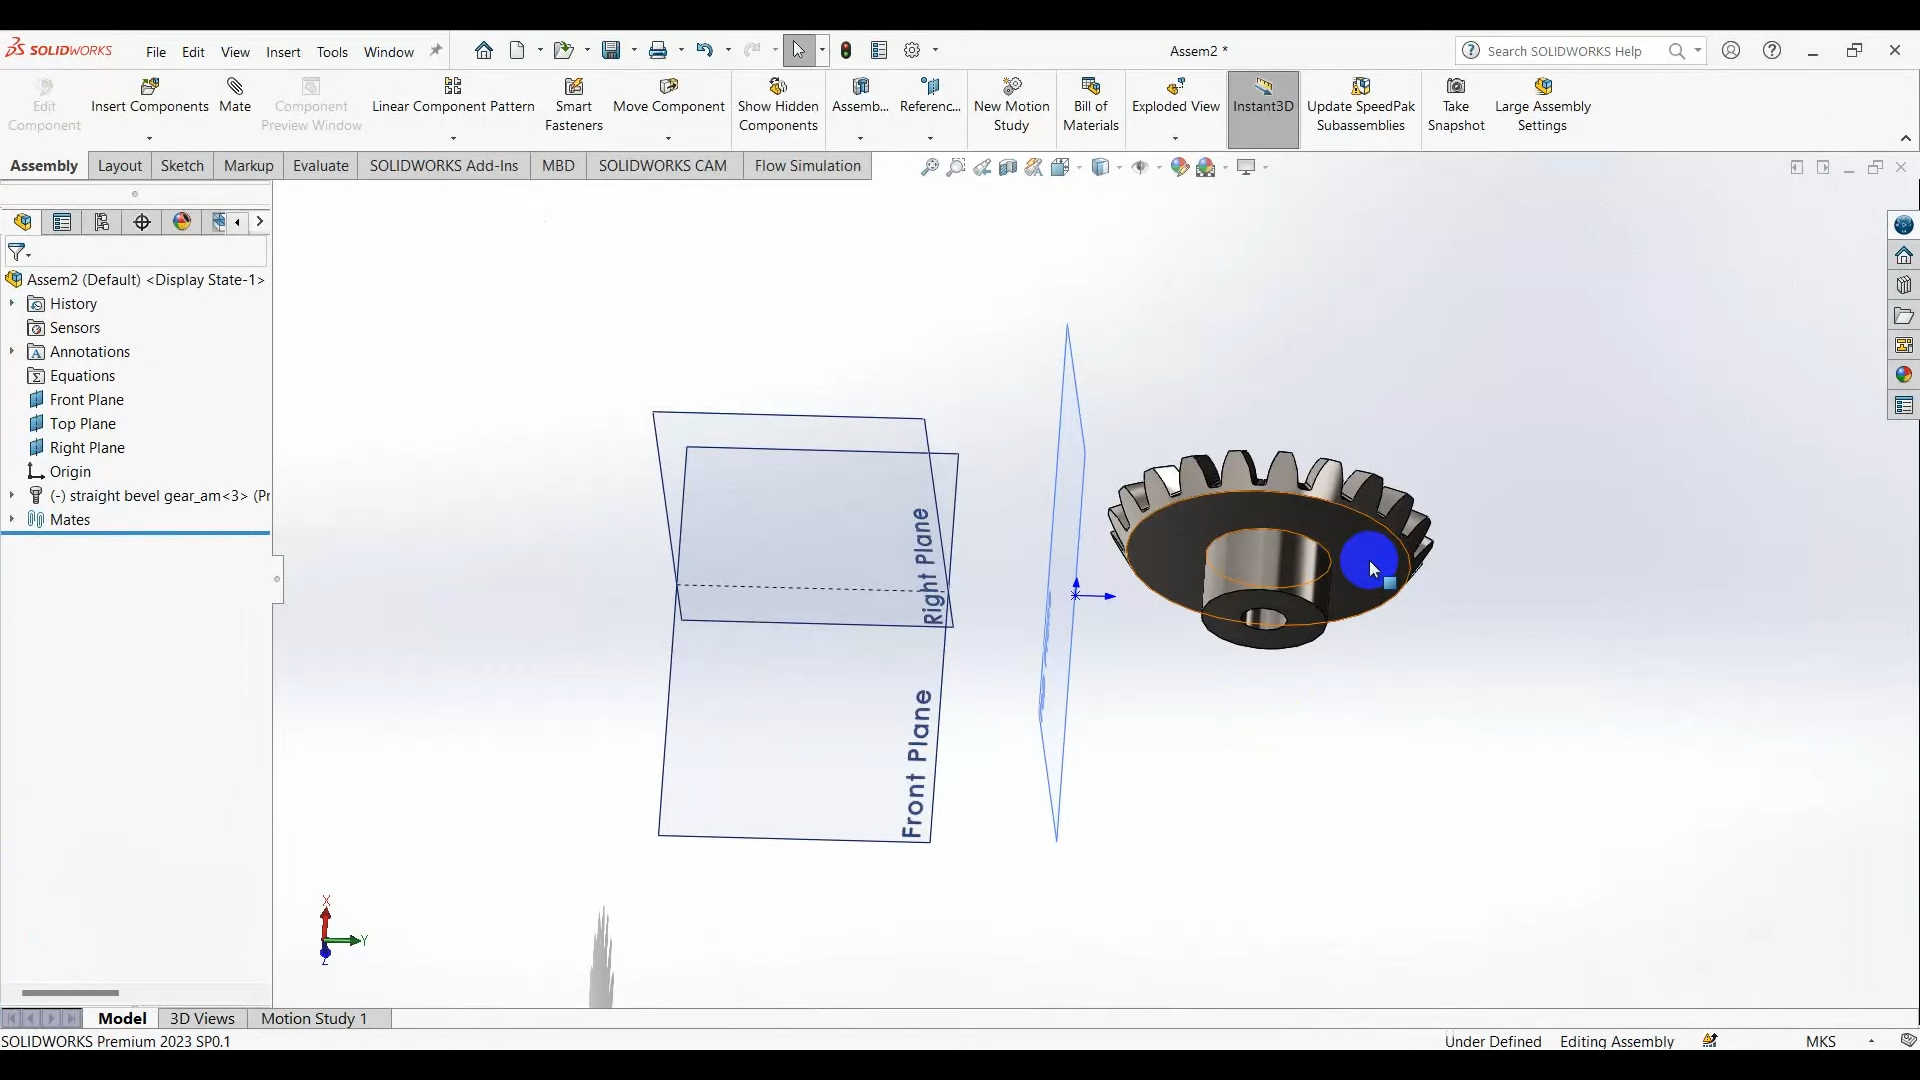 SOLIDWORKS File Edit View Insert Tools Window Assem2 * Search SOLIDWORKS Help
Edit Component
Insert Components
Mate
Component Preview Window
Linear Component Pattern
Smart Fasteners
Move Component
Show Hidden Components
Assemb...
Referenc...
New Motion Study
Bill of Materials
Exploded View
Instant3D
Update SpeedPak Subassemblies
Take Snapshot
Large Assembly Settings
Assembly Layout Sketch Markup Evaluate SOLIDWORKS Add-Ins MBD SOLIDWORKS CAM Flow Simulation
Assem2 (Default) <Display State-1>
History
Sensors
Annotations
Equations
Front Plane
Top Plane
Right Plane
Origin
(-) straight bevel gear_am<3> (Pr
Mates
Right Plane
Front Plane
X
Y
Z
Model 3D Views Motion Study 1
SOLIDWORKS Premium 2023 SP0.1 Under Defined Editing Assembly MKS